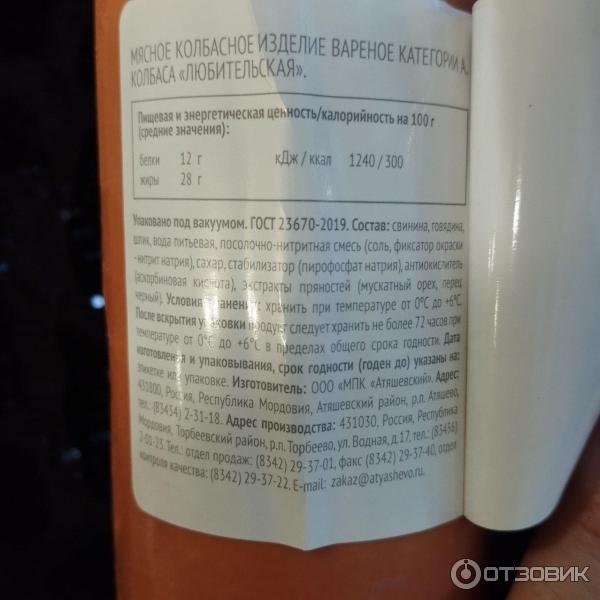 МЯСНОЕ КОЛБАСНОЕ ИЗДЕЛИЕ ВАРЕНОЕ КАТЕГОРИИ А.
КОЛБАСА «ЛЮБИТЕЛЬСКАЯ».
Пищевая и энергетическая ценность/калорийность на 100 г
(средние значения):
белки 12 г кДж / ккал 1240 / 300
жиры 28 г
Упаковано под вакуумом. ГОСТ 23670-2019. Состав: свинина, говядина,
шпик, вода питьевая, посолочно-нитритная смесь (соль, фиксатор окраски
-нитрит натрия), сахар, стабилизатор (пирофосфат натрия), антиокислитель
(аскорбиновая кислота), экстракты пряностей (мускатный орех, перец
черный). Условия хранения: хранить при температуре от 0°C до +6°C.
После вскрытия упаковки продукт следует хранить не более 72 часов при
температуре от 0°C до +6°C в пределах общего срока годности. Дата
изготовления и упаковывания, срок годности (годен до) указаны на:
этикетке или упаковке. Изготовитель: ООО «МПК «Атяшевский». Адрес:
431800, Россия, Республика Мордовия, Атяшевский район, р.п. Атяшево,
тел.: (83434) 2-31-18. Адрес производства: 431030, Россия, Республика
Мордовия, Торбеевский район, р.п. Торбеево, ул. Водная, д.17, тел.: (83456)
2-01-23. Тел.: отдел продаж: (8342) 29-37-01, факс (8342) 29-37-40, отдел
контроля качества: (8342) 29-37-22. E-mail: zakaz@atyashevo.ru.
ОТЗОВИК